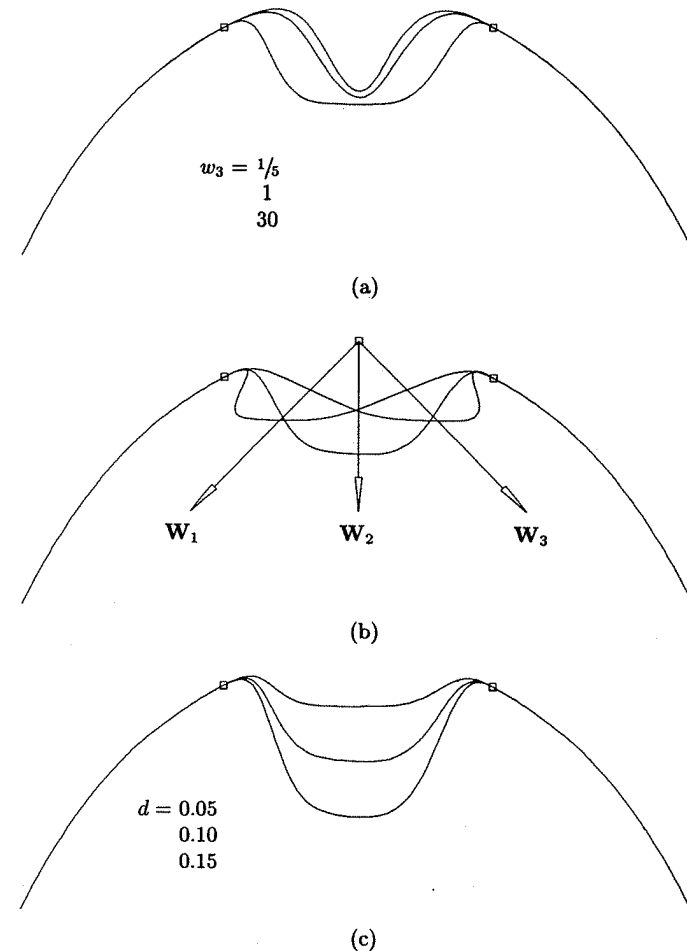 w₃ = 1/5
1
30
(a)
W₁ W₂ W₃
(b)
d = 0.05
0.10
0.15
(c)